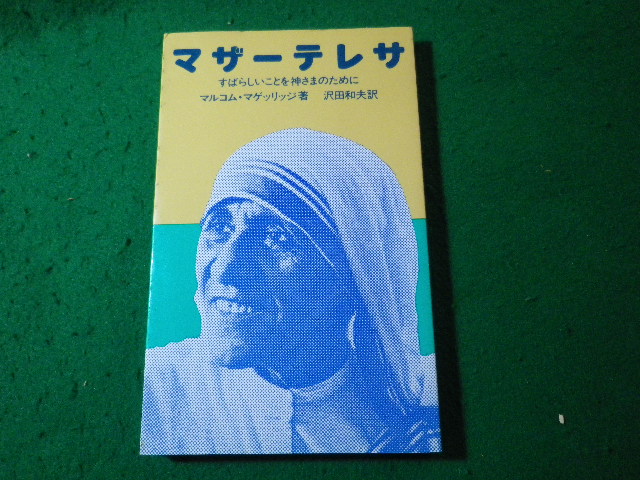 マザーテレサ
すばらしいことを神さまのために
マルコム・マゲッリッジ著 沢田和夫訳